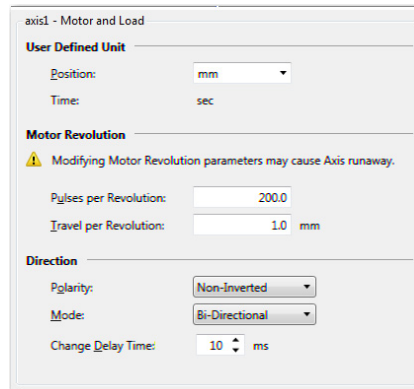 axis1 - Motor and Load
User Defined Unit
Position: mm
Time: sec
Motor Revolution
Modifying Motor Revolution parameters may cause Axis runaway.
Pulses per Revolution: 200.0
Travel per Revolution: 1.0 mm
Direction
Polarity: Non-Inverted
Mode: Bi-Directional
Change Delay Time: 10 ms